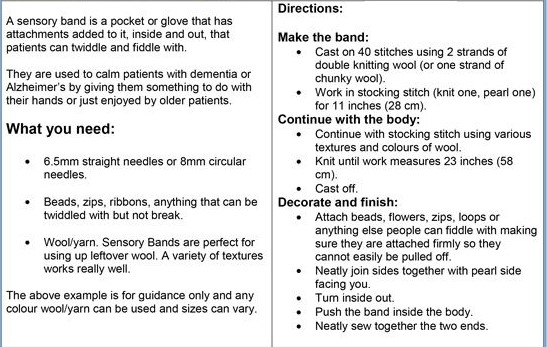 A sensory band is a pocket or glove that has
attachments added to it, inside and out, that
patients can twiddle and fiddle with.
They are used to calm patients with dementia or
Alzheimer's by giving them something to do with
their hands or just enjoyed by older patients.
What you need:
• 6.5mm straight needles or 8mm circular
needles.
• Beads, zips, ribbons, anything that can be
twiddled with but not break.
• Wool/yarn. Sensory Bands are perfect for
using up leftover wool. A variety of textures
works really well.
The above example is for guidance only and any
colour wool/yarn can be used and sizes can vary.
Directions:
Make the band:
• Cast on 40 stitches using 2 strands of
double knitting wool (or one strand of
chunky wool).
• Work in stocking stitch (knit one, pearl one)
for 11 inches (28 cm).
Continue with the body:
• Continue with stocking stitch using various
textures and colours of wool.
• Knit until work measures 23 inches (58
cm).
• Cast off.
Decorate and finish:
• Attach beads, flowers, zips, loops or
anything else people can fiddle with making
sure they are attached firmly so they
cannot easily be pulled off.
• Neatly join sides together with pearl side
facing you.
• Turn inside out.
• Push the band inside the body.
• Neatly sew together the two ends.